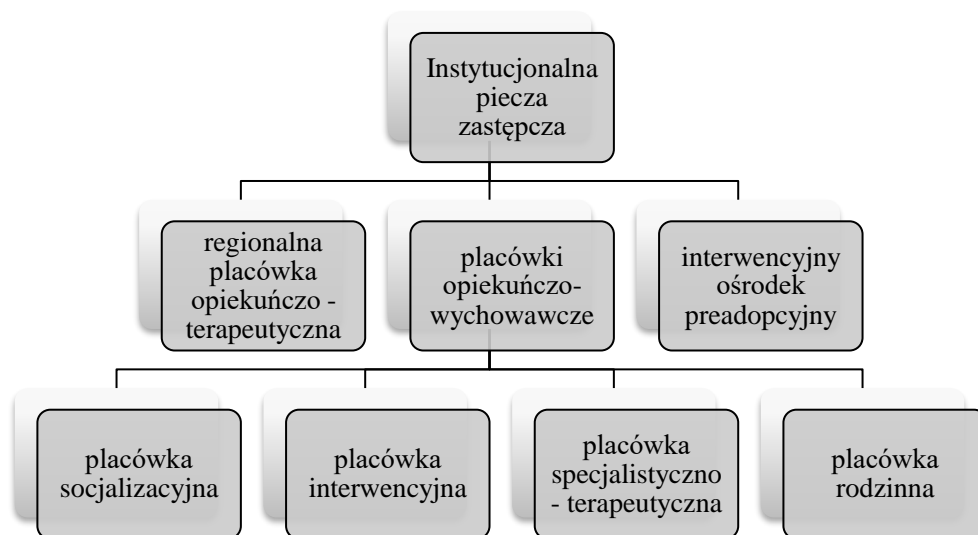 Instytucjonalna
piecza
zastępcza
regionalna
placówka
opiekuńczo -
terapeutyczna
placówki
opiekuńczo-
wychowawcze
interwencyjny
ośrodek
preadopcyjny
placówka
socjalizacyjna
placówka
interwencyjna
placówka
specjalistyczno
- terapeutyczna
placówka
rodzinna